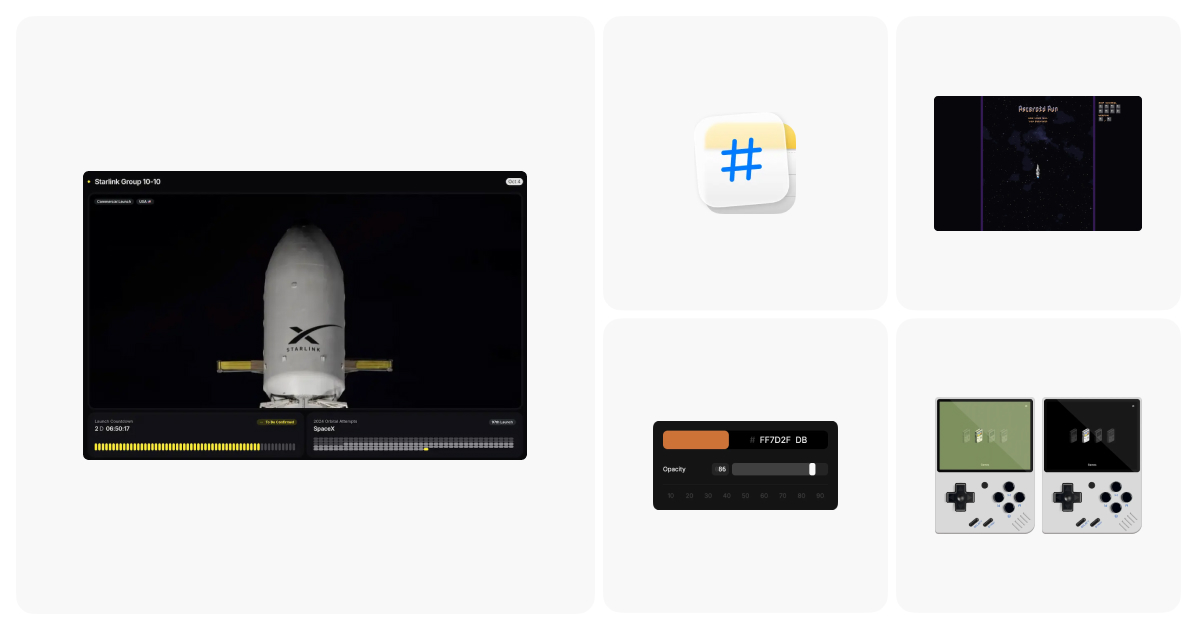 Starlink Group 10-10
Oct 4
Commercial Launch
USA
STARLINK
Launch Countdown
To Be Confirmed
2 D 06:50:17
2024 Orbital Attempts
97th Launch
SpaceX
#
Asteroid Run
# FF7D2F DB
Opacity
86
10 20 30 40 50 60 70 80 90